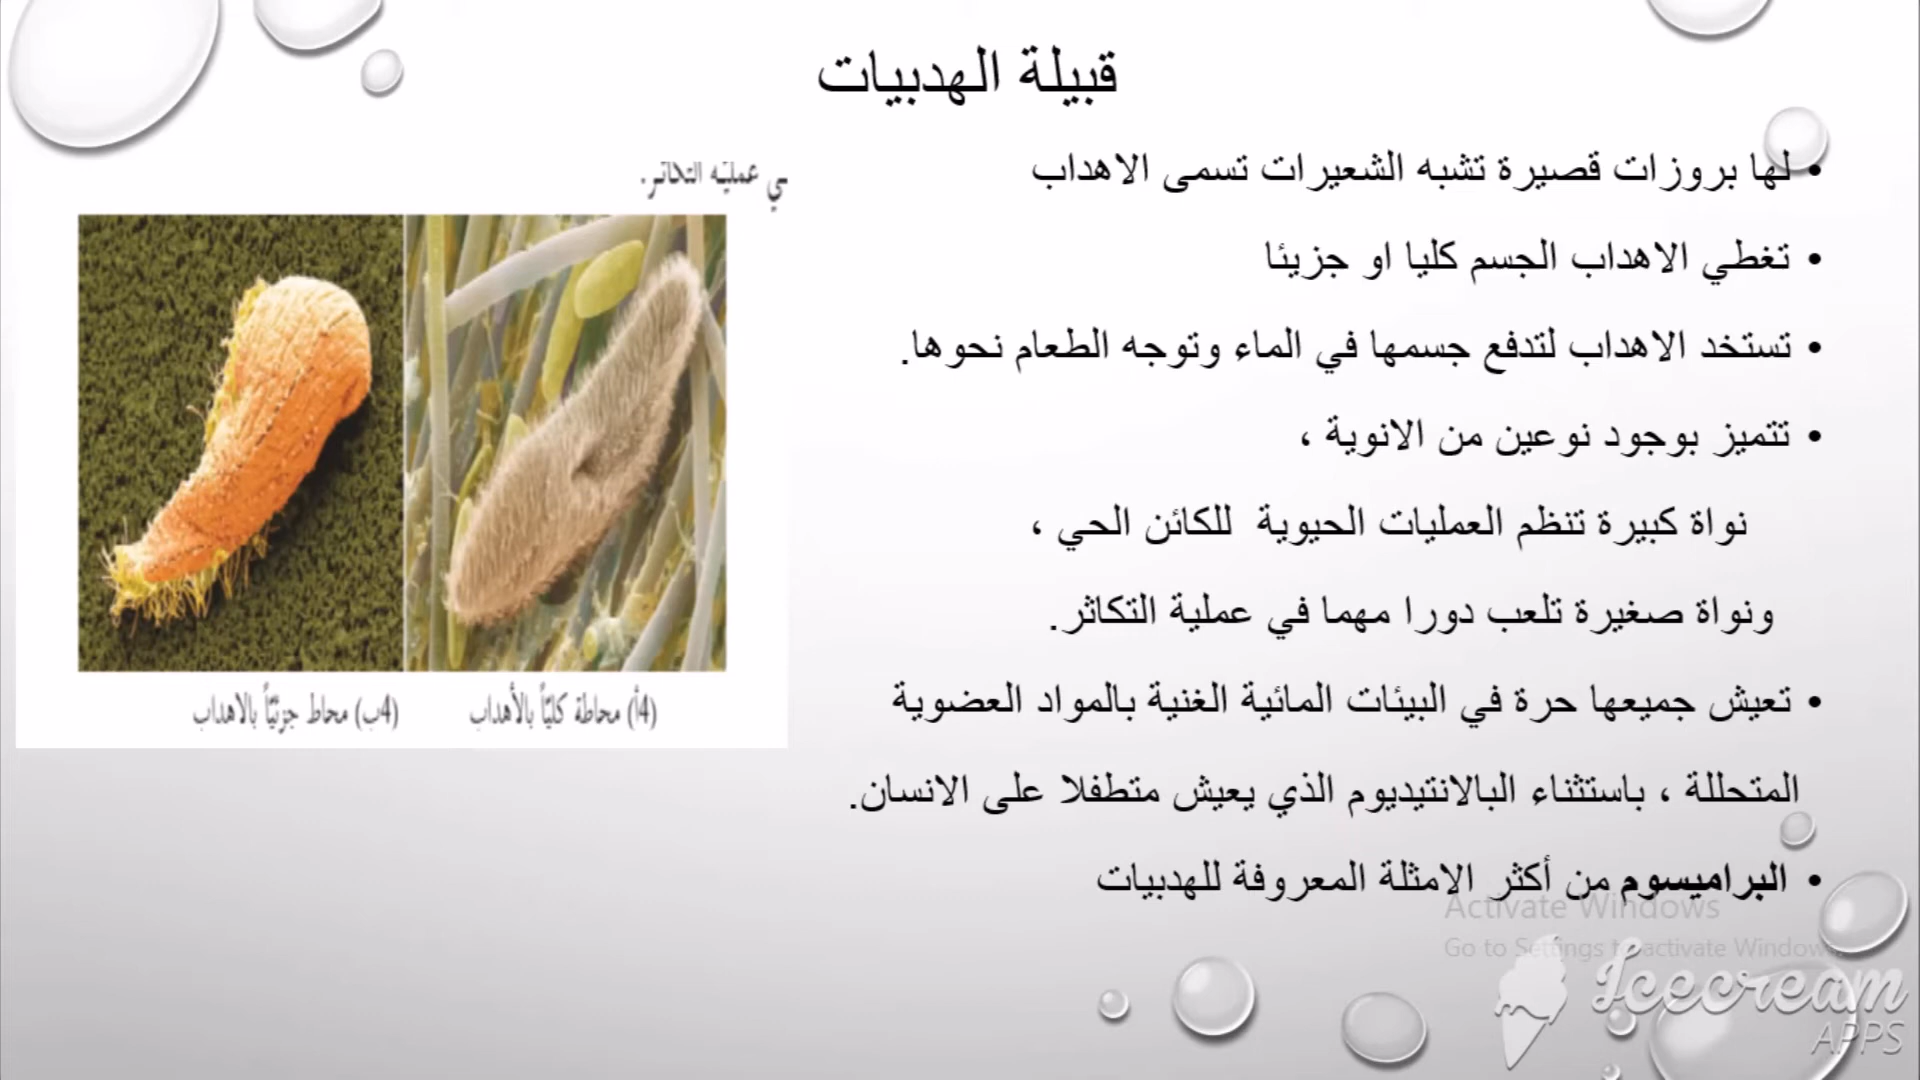 قبيلة الهدبيات
• لها بروزات قصيرة تشبه الشعيرات تسمى الاهداب
• تغطي الاهداب الجسم كليا او جزيئا
• تستخد الاهداب لتدفع جسمها في الماء وتوجه الطعام نحوها.
• تتميز بوجود نوعين من الانوية ،
نواة كبيرة تنظم العمليات الحيوية للكائن الحي ،
ونواة صغيرة تلعب دورا مهما في عملية التكاثر.
• تعيش جميعها حرة في البيئات المائية الغنية بالمواد العضوية
المتحللة ، باستثناء البالانتيديوم الذي يعيش متطفلا على الانسان.
• البراميسوم من أكثر الامثلة المعروفة للهدبيات
ـي عملية التكاثر.
(4أ) محاطة كليّاً بالأهداب
(4ب) محاط جزئيّاً بالاهداب
Activate Windows
Go to Settings to activate Windows.
Icecream
APPS